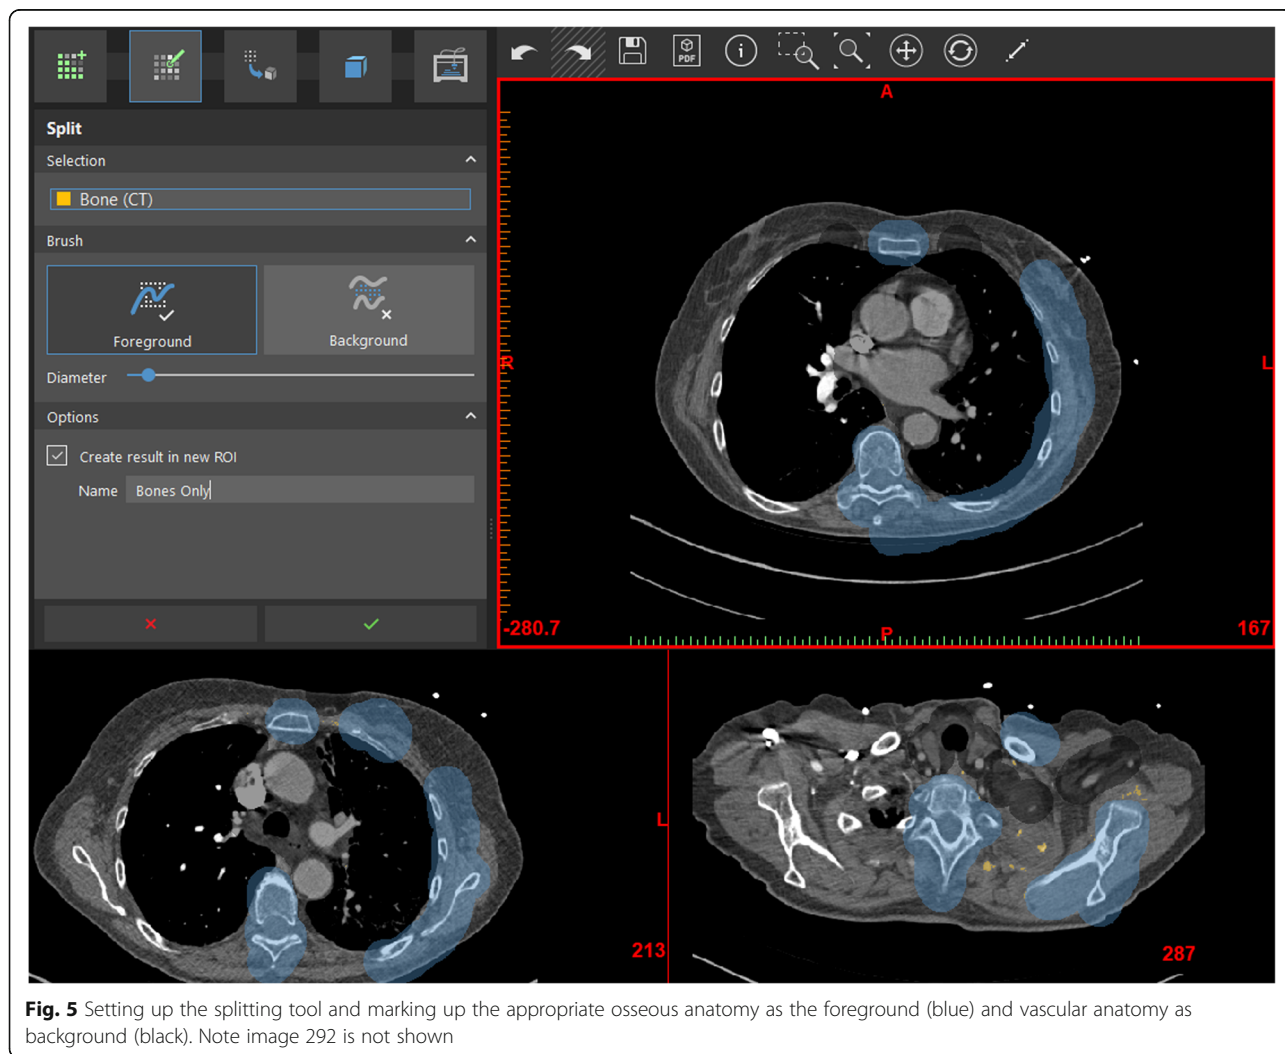 PDF
Split
Selection
Bone (CT)
Brush
Foreground
Background
Diameter
Options
Create result in new ROI
Name Bones Only
A
R
L
-280.7
P
167
L
213
287
Fig. 5 Setting up the splitting tool and marking up the appropriate osseous anatomy as the foreground (blue) and vascular anatomy as
background (black). Note image 292 is not shown